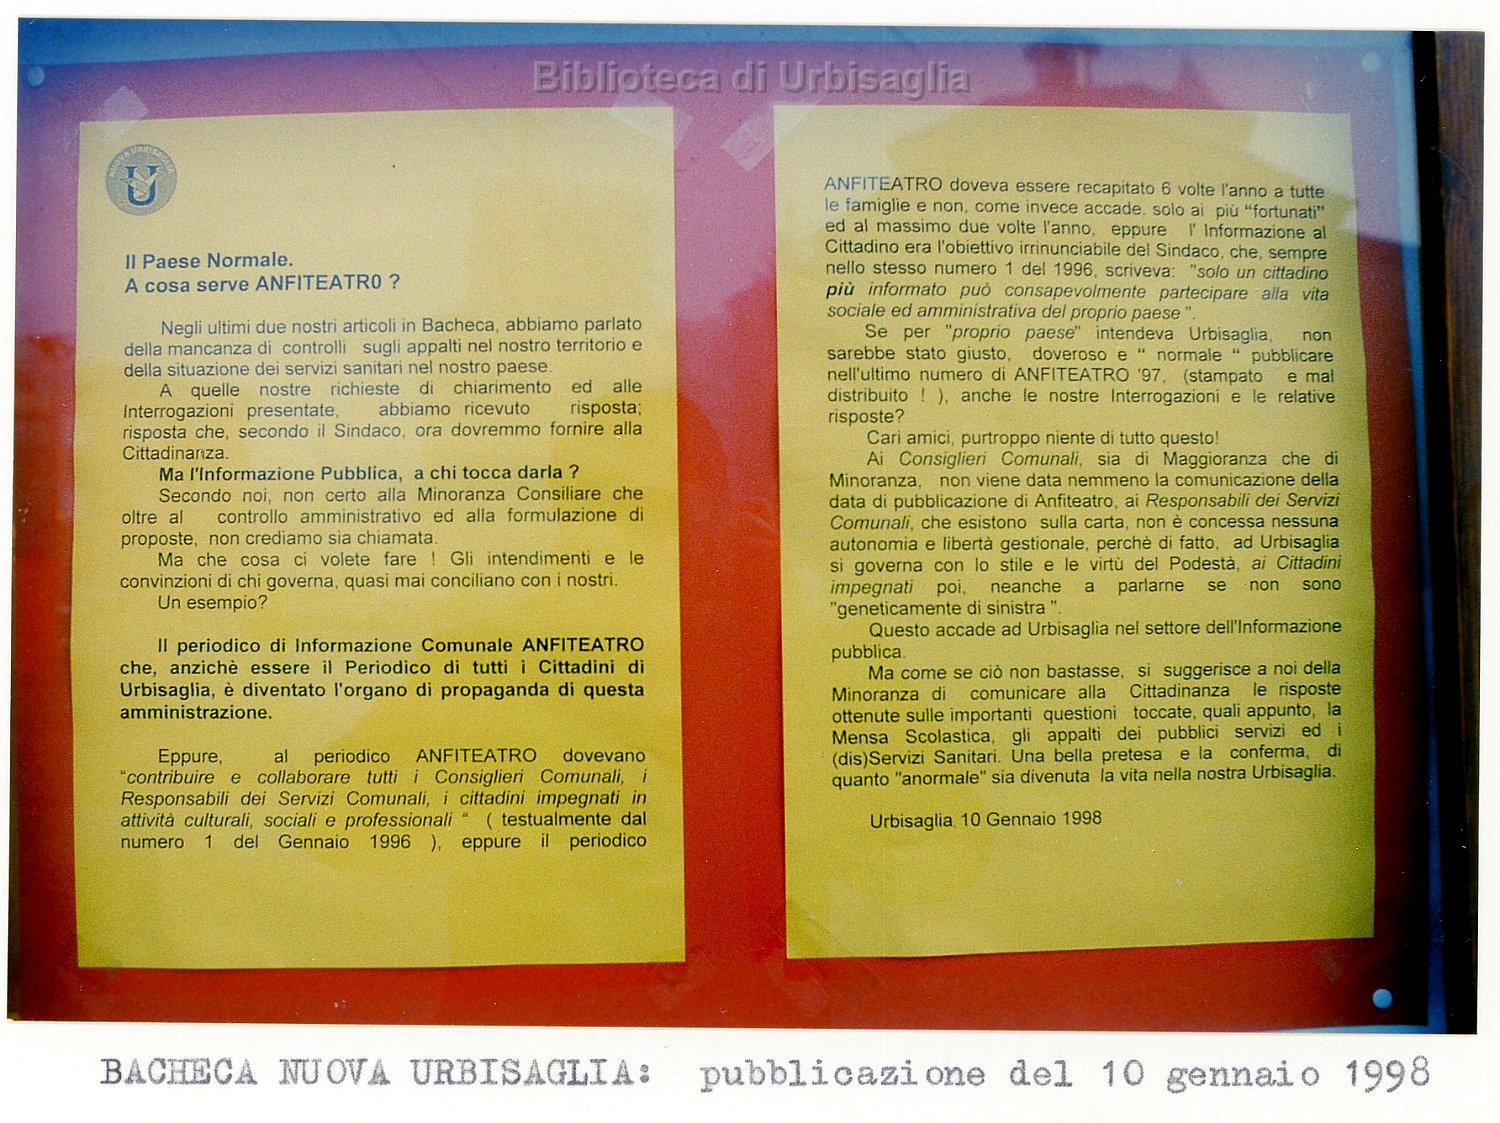 Biblioteca di Urbisaglia
NUOVA URBISAGLIA
U
Il Paese Normale.
A cosa serve ANFITEATR0 ?
Negli ultimi due nostri articoli in Bacheca, abbiamo parlato
della mancanza di controlli sugli appalti nel nostro territorio e
della situazione dei servizi sanitari nel nostro paese.
A quelle nostre richieste di chiarimento ed alle
Interrogazioni presentate, abbiamo ricevuto risposta;
risposta che, secondo il Sindaco, ora dovremmo fornire alla
Cittadinanza.
Ma l'Informazione Pubblica, a chi tocca darla ?
Secondo noi, non certo alla Minoranza Consiliare che
oltre al controllo amministrativo ed alla formulazione di
proposte, non crediamo sia chiamata.
Ma che cosa ci volete fare ! Gli intendimenti e le
convinzioni di chi governa, quasi mai conciliano con i nostri.
Un esempio?
Il periodico di Informazione Comunale ANFITEATRO
che, anzichè essere il Periodico di tutti i Cittadini di
Urbisaglia, è diventato l'organo di propaganda di questa
amministrazione.
Eppure, al periodico ANFITEATRO dovevano
"contribuire e collaborare tutti i Consiglieri Comunali, i
Responsabili dei Servizi Comunali, i cittadini impegnati in
attività culturali, sociali e professionali " ( testualmente dal
numero 1 del Gennaio 1996 ), eppure il periodico
ANFITEATRO doveva essere recapitato 6 volte l'anno a tutte
le famiglie e non, come invece accade, solo ai più "fortunati"
ed al massimo due volte l'anno, eppure l' Informazione al
Cittadino era l'obiettivo irrinunciabile del Sindaco, che, sempre
nello stesso numero 1 del 1996, scriveva: "solo un cittadino
più informato può consapevolmente partecipare alla vita
sociale ed amministrativa del proprio paese ".
Se per "proprio paese" intendeva Urbisaglia, non
sarebbe stato giusto, doveroso e " normale " pubblicare
nell'ultimo numero di ANFITEATRO '97, (stampato e mal
distribuito ! ), anche le nostre Interrogazioni e le relative
risposte?
Cari amici, purtroppo niente di tutto questo!
Ai Consiglieri Comunali, sia di Maggioranza che di
Minoranza, non viene data nemmeno la comunicazione della
data di pubblicazione di Anfiteatro, ai Responsabili dei Servizi
Comunali, che esistono sulla carta, non è concessa nessuna
autonomia e libertà gestionale, perchè di fatto, ad Urbisaglia
si governa con lo stile e le virtù del Podestà, ai Cittadini
impegnati poi, neanche a parlarne se non sono
"geneticamente di sinistra ".
Questo accade ad Urbisaglia nel settore dell'Informazione
pubblica.
Ma come se ciò non bastasse, si suggerisce a noi della
Minoranza di comunicare alla Cittadinanza le risposte
ottenute sulle importanti questioni toccate, quali appunto, la
Mensa Scolastica, gli appalti dei pubblici servizi ed i
(dis)Servizi Sanitari. Una bella pretesa e la conferma, di
quanto "anormale" sia divenuta la vita nella nostra Urbisaglia.
Urbisaglia, 10 Gennaio 1998
BACHECA NUOVA URBISAGLIA: pubblicazione del 10 gennaio 1998